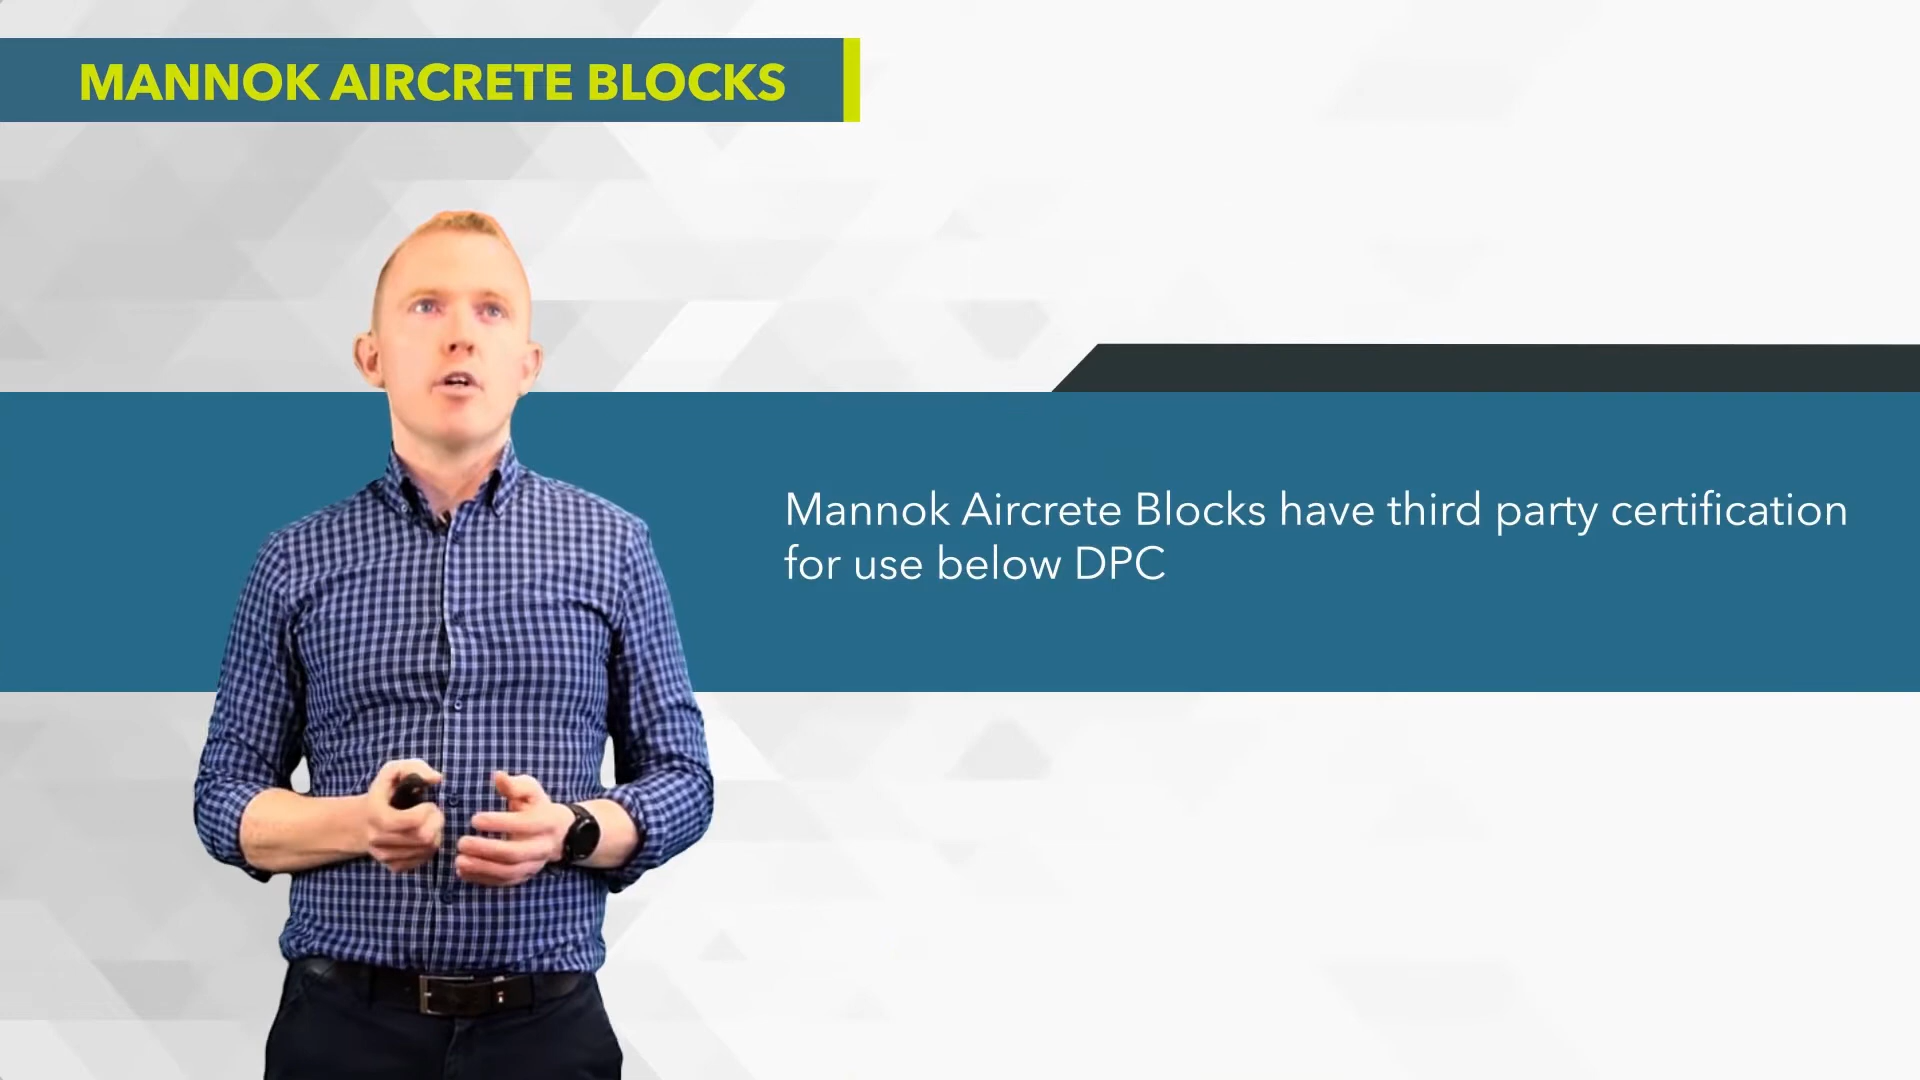 MANNOK AIRCRETE BLOCKS
Mannok Aircrete Blocks have third party certification
for use below DPC